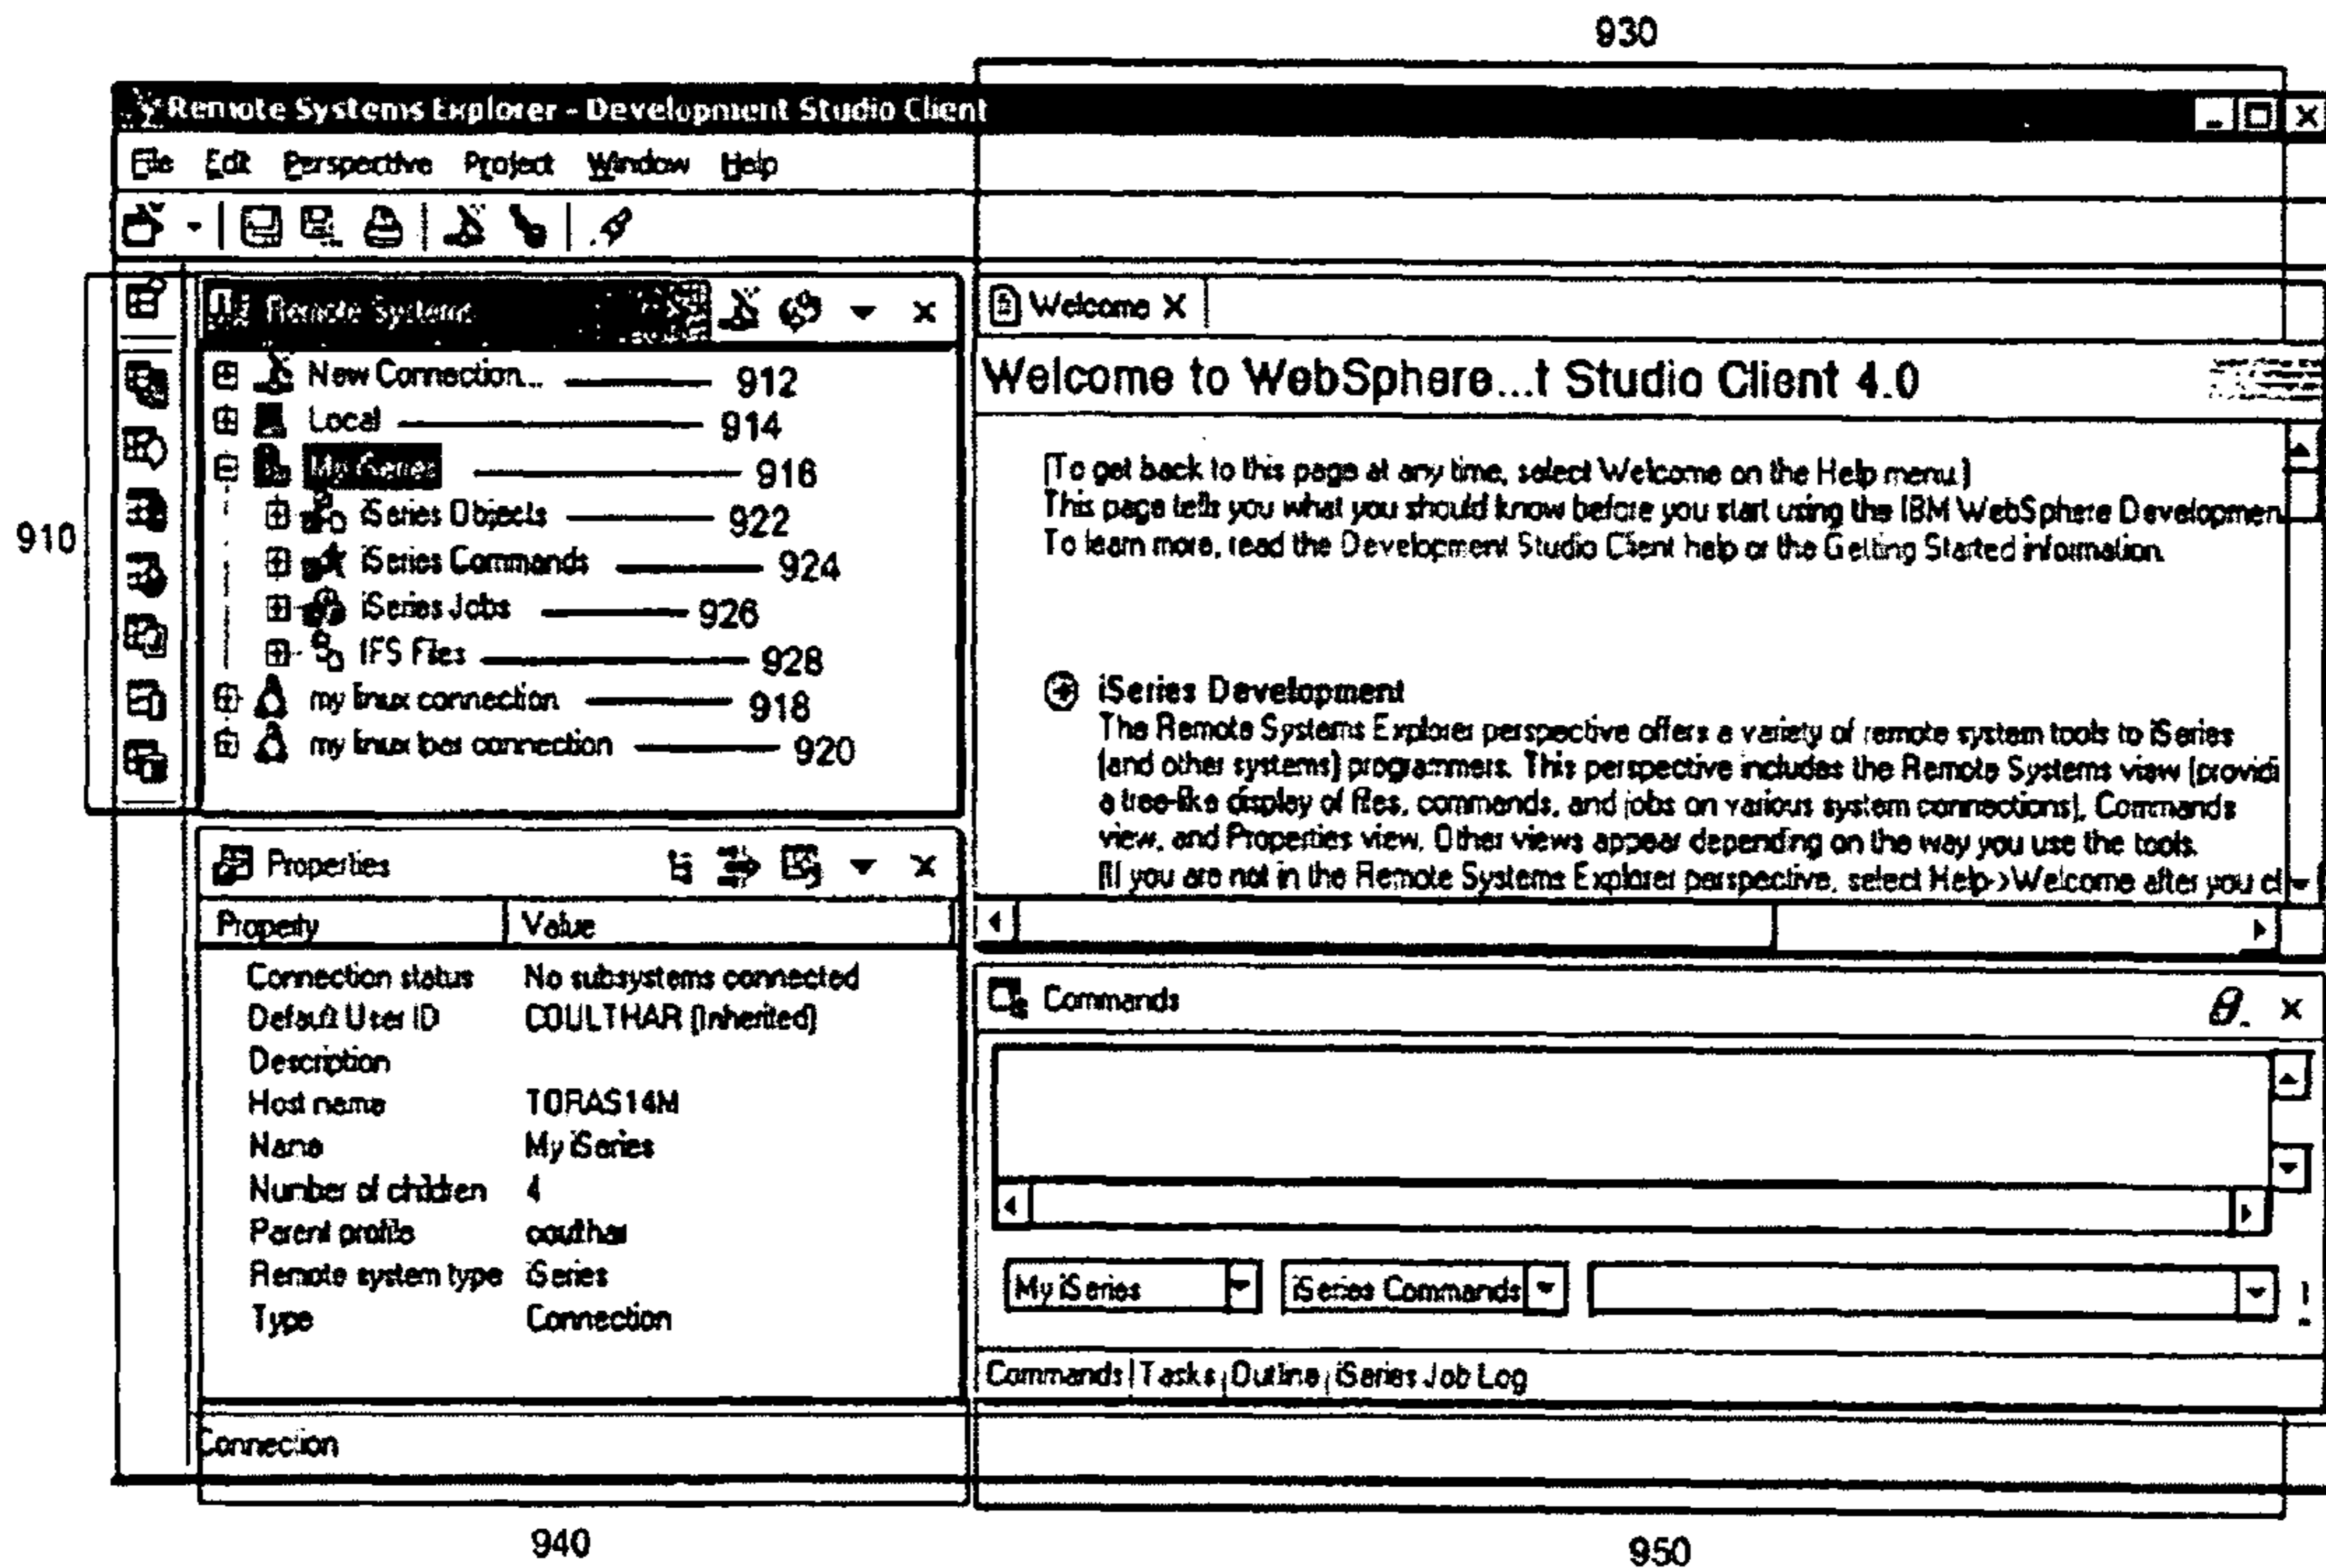 930
Remote Systems Explorer - Development Studio Client
File Edit Perspective Project Window Help
910
Remote Systems
New Connection... 912
Local 914
My iSeries 916
iSeries Objects 922
iSeries Commands 924
iSeries Jobs 926
IFS Files 928
my linux connection 918
my linux connection 920
Welcome X
Welcome to WebSphere...t Studio Client 4.0
(To get back to this page at any time, select Welcome on the Help menu.)
This page tells you what you should know before you start using the IBM WebSphere Developmen
To learn more, read the Development Studio Client help or the Getting Started information.
iSeries Development
The Remote Systems Explorer perspective offers a variety of remote system tools to iSeries
(and other systems) programmers. This perspective includes the Remote Systems view (providi
a tree-like display of files, commands, and jobs on various system connections), Commands
view, and Properties view. Other views appear depending on the way you use the tools.
(If you are not in the Remote Systems Explorer perspective, select Help->Welcome after you cl
Properties
Property Value
Connection status No subsystems connected
Default User ID COULTHAR (Inherited)
Description
Host name TORAS14M
Name My iSeries
Number of children 4
Parent profile coulthar
Remote system type iSeries
Type Connection
Commands
My iSeries iSeries Commands
Commands Tasks Outline iSeries Job Log
Connection
940
950